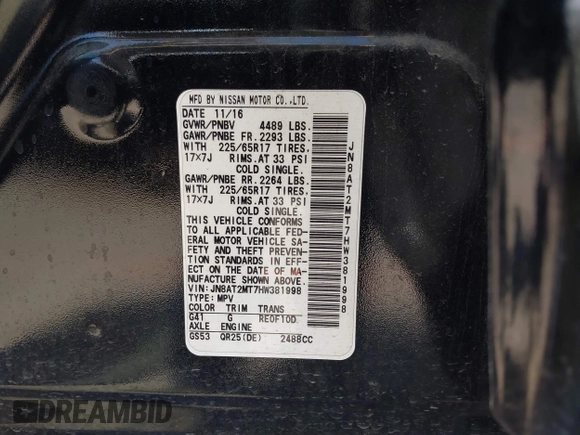 MFD BY NISSAN MOTOR CO.,LTD.
DATE 11/16
GVWR/PNBV 4489 LBS.
GAWR/PNBE FR. 2293 LBS.
WITH 225/65R17 TIRES.
17×7J RIMS.AT 33 PSI
COLD SINGLE.
GAWR/PNBE RR. 2264 LBS.
WITH 225/65R17 TIRES.
17×7J RIMS.AT 33 PSI
COLD SINGLE.
THIS VEHICLE CONFORMS
TO ALL APPLICABLE FED-
ERAL MOTOR VEHICLE SA-
FETY AND THEFT PREVEN-
TION STANDARDS IN EFF-
ECT ON THE DATE OF MA-
NUFACTURE SHOWN ABOVE.
VIN: JN8AT2MT7HW381998
TYPE: MPV
COLOR TRIM TRANS
G41 G RE0F10D
AXLE ENGINE
GS53 QR25(DE) 2488CC
JN8AT2MT7HW381998
DREAMBID